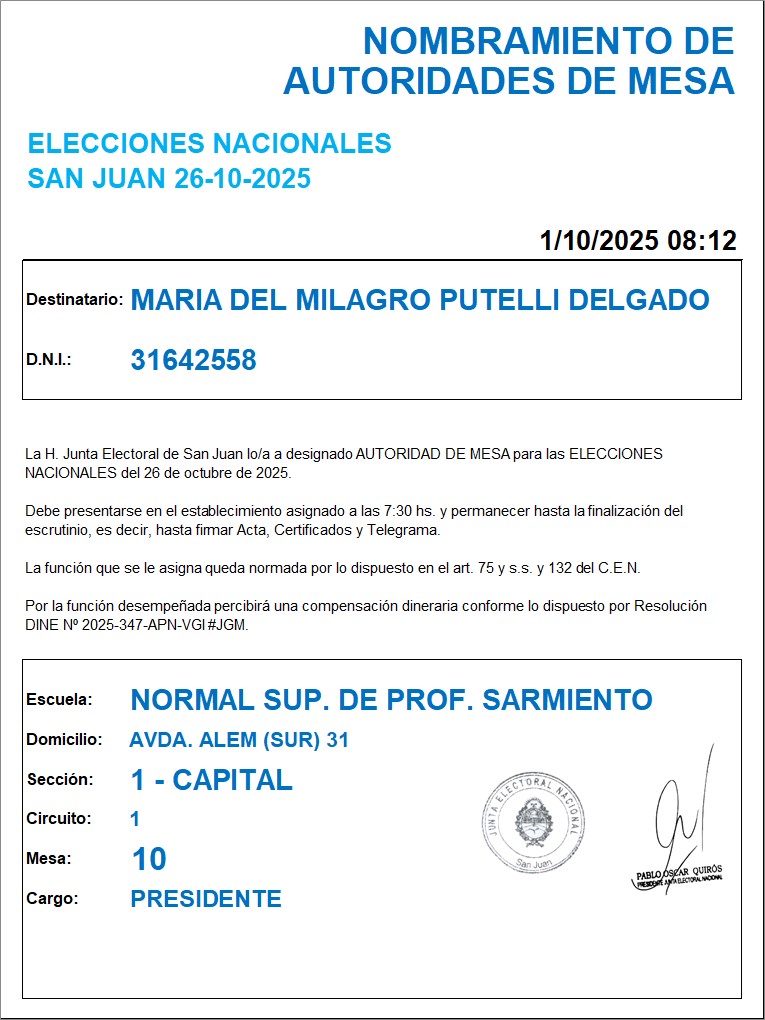 NOMBRAMIENTO DE
AUTORIDADES DE MESA
ELECCIONES NACIONALES
SAN JUAN 26-10-2025
1/10/2025 08:12
Destinatario: MARIA DEL MILAGRO PUTELLI DELGADO
D.N.I.: 31642558
La H. Junta Electoral de San Juan lo/a a designado AUTORIDAD DE MESA para las ELECCIONES
NACIONALES del 26 de octubre de 2025.
Debe presentarse en el establecimiento asignado a las 7:30 hs. y permanecer hasta la finalización del
escrutinio, es decir, hasta firmar Acta, Certificados y Telegrama.
La función que se le asigna queda normada por lo dispuesto en el art. 75 y s.s. y 132 del C.E.N.
Por la función desempeñada percibirá una compensación dineraria conforme lo dispuesto por Resolución
DINE Nº 2025-347-APN-VGI#JGM.
Escuela: NORMAL SUP. DE PROF. SARMIENTO
Domicilio: AVDA. ALEM (SUR) 31
Sección: 1 - CAPITAL
Circuito: 1
Mesa: 10
Cargo: PRESIDENTE
JUNTA ELECTORAL NACIONAL
San Juan
PABLO OSCAR QUIRÓS
PRESIDENTE JUNTA ELECTORAL NACIONAL